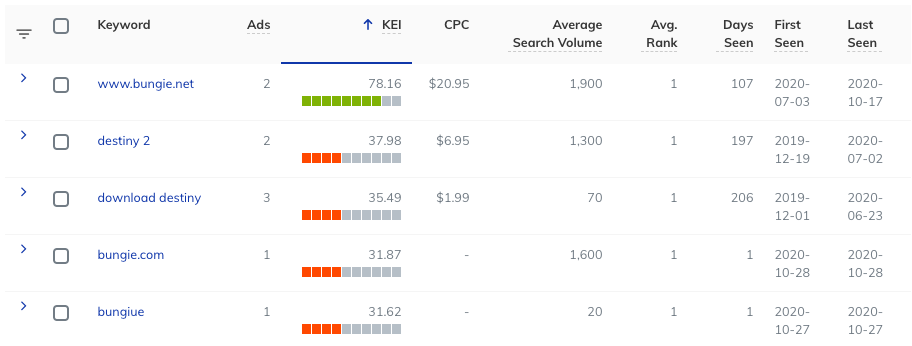 Keyword Ads KEI CPC Average Search Volume Avg. Rank Days Seen First Seen Last Seen
www.bungie.net 2 78.16 $20.95 1,900 1 107 2020-07-03 2020-10-17
destiny 2 2 37.98 $6.95 1,300 1 197 2019-12-19 2020-07-02
download destiny 3 35.49 $1.99 70 1 206 2019-12-01 2020-06-23
bungie.com 1 31.87 - 1,600 1 1 2020-10-28 2020-10-28
bungiue 1 31.62 - 20 1 1 2020-10-27 2020-10-27